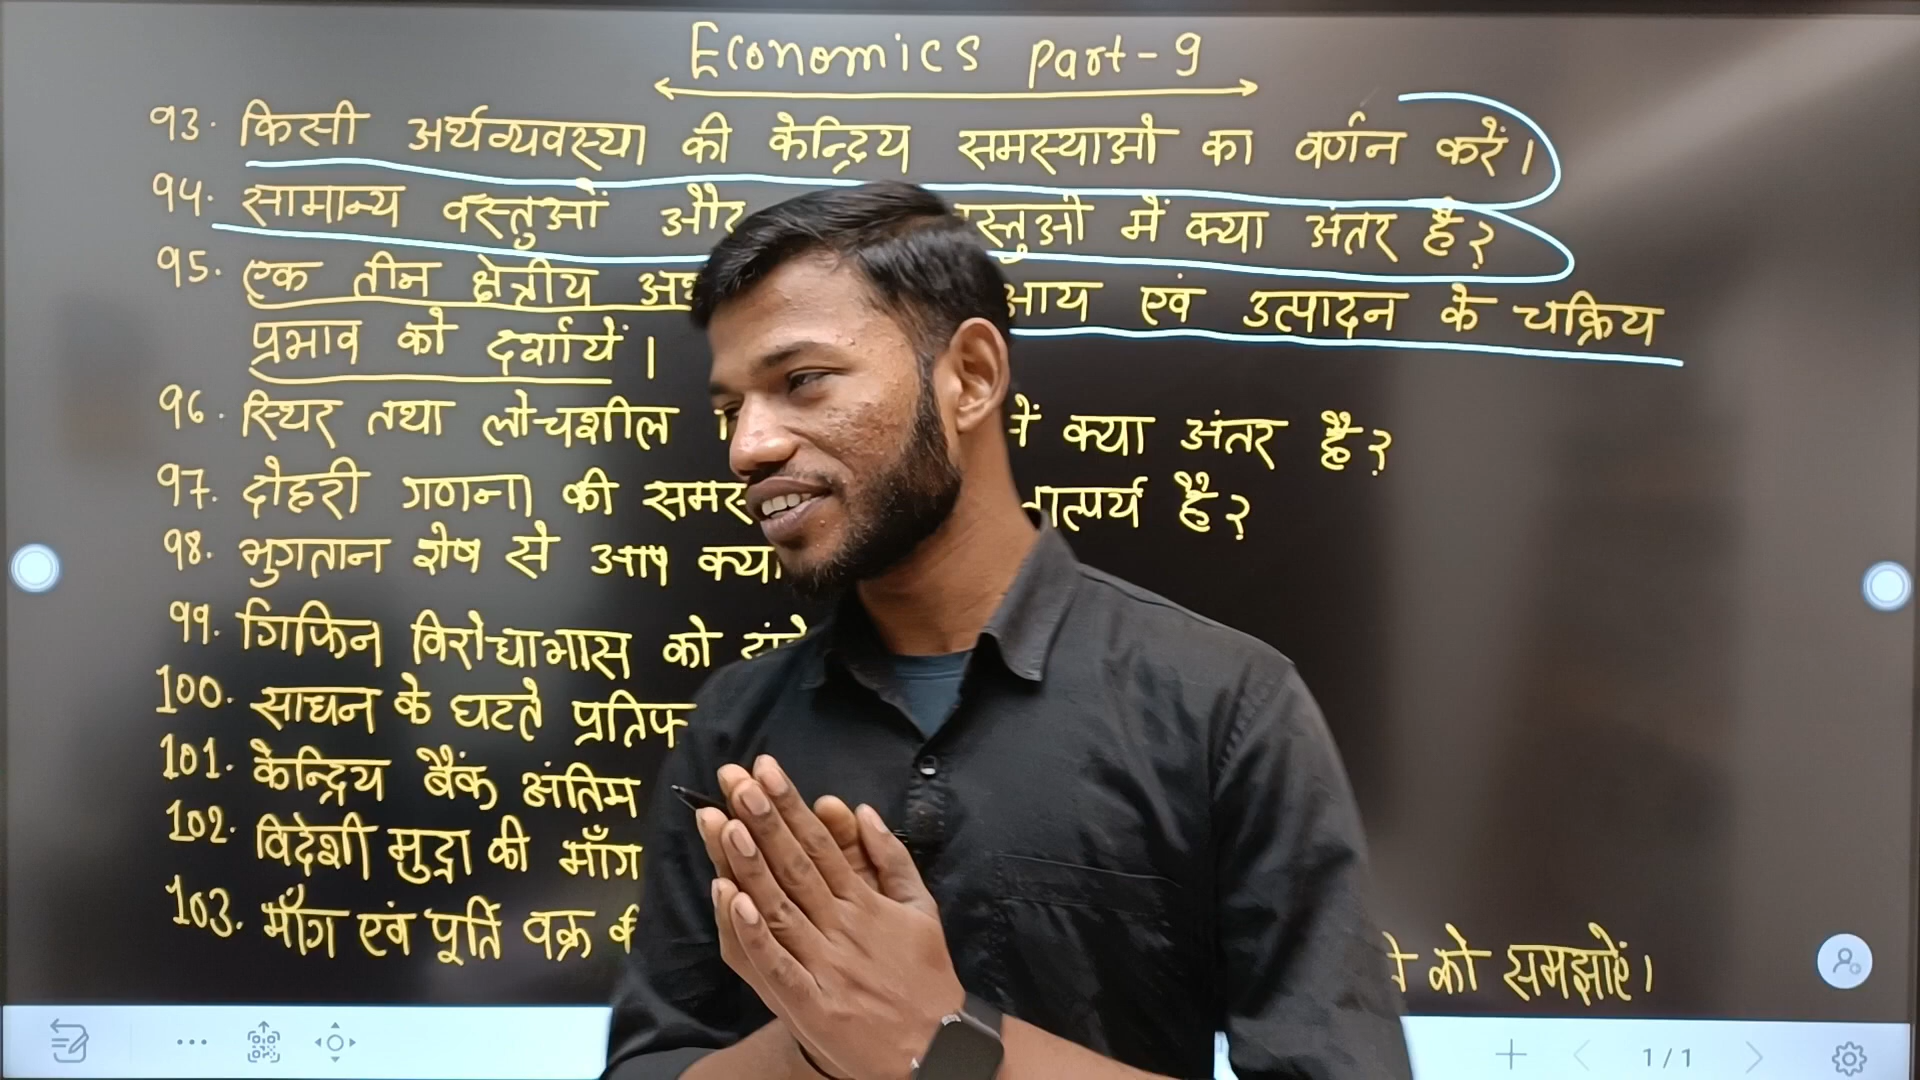 Economics part-9
93. किसी अर्थव्यवस्था की केन्द्रिय समस्याओं का वर्णन करें।
94. सामान्य वस्तुओं और वस्तुओं में क्या अंतर है?
95. एक तीन क्षेत्रीय आय एवं उत्पादन के चक्रिय
प्रभाव को दर्शायें।
96. स्थिर तथा लोचशील में क्या अंतर है?
97. दोहरी गणना की तात्पर्य है?
98. भुगतान शेष से आप क्या
99. गिफिन विरोधाभास को
100. साधन के घटते
101. केन्द्रिय बैंक अंतिम
102. विदेशी मुद्रा की माँग
103. माँग एवं पूर्ति वक्र को समझाएं।
1/1